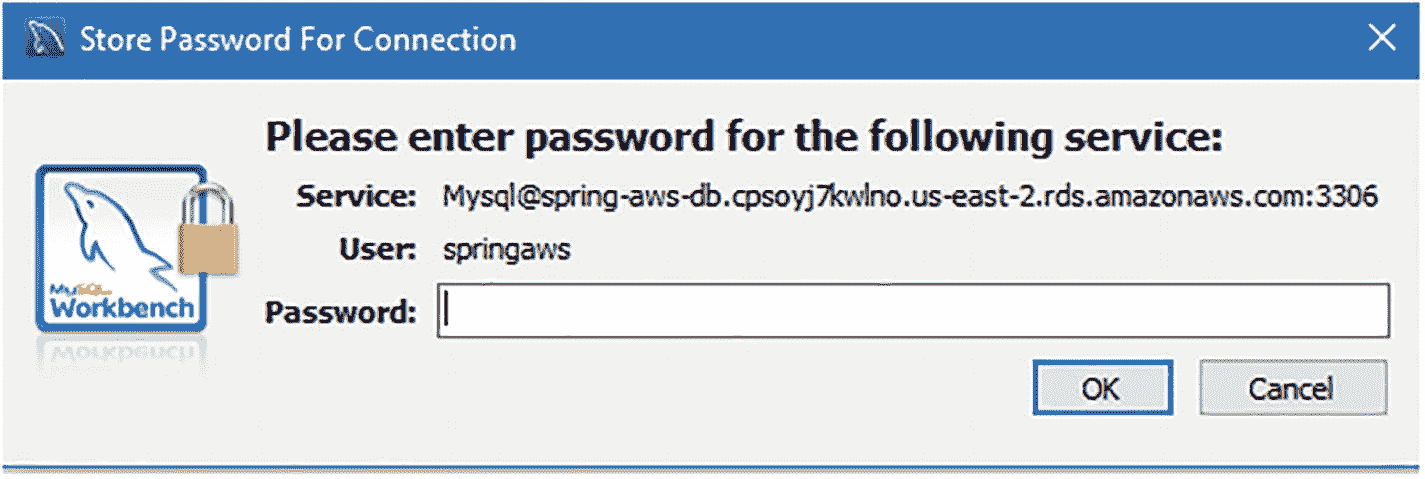 Store Password For Connection
Please enter password for the following service:
Service: Mysql@spring-aws-db.cpsoyj7kwlno.us-east-2.rds.amazonaws.com:3306
User: springaws
MySQL
Workbench
Password:
OK Cancel